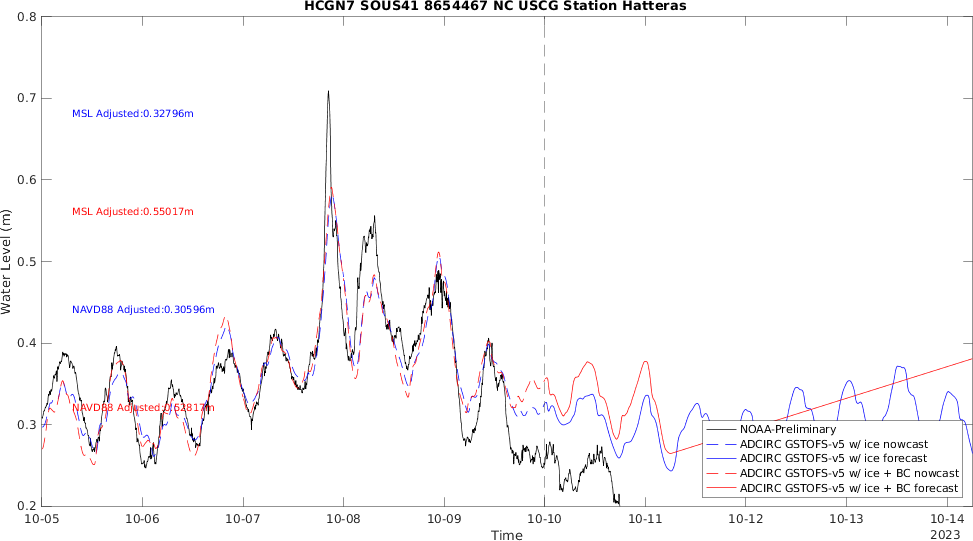 HCGN7 SOUS41 8654467 NC USCG Station Hatteras
0.8
0.7
0.6
0.5
0.4
0.3
0.2
Water Level (m)
MSL Adjusted:0.32796m
MSL Adjusted:0.55017m
NAVD88 Adjusted:0.30596m
NAVD88 Adjusted:0.52817m
NOAA-Preliminary
ADCIRC GSTOFS-v5 w/ ice nowcast
ADCIRC GSTOFS-v5 w/ ice forecast
ADCIRC GSTOFS-v5 w/ ice + BC nowcast
ADCIRC GSTOFS-v5 w/ ice + BC forecast
10-05 10-06 10-07 10-08 10-09 10-10 10-11 10-12 10-13 10-14
2023
Time